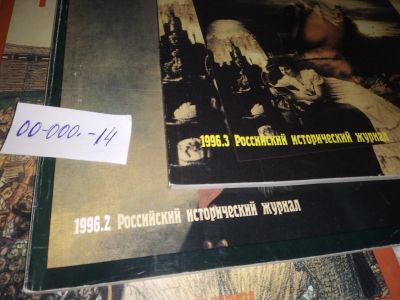 00-000.-14
1996.3 Российский исторический журнал
1996.2 Российский исторический журнал